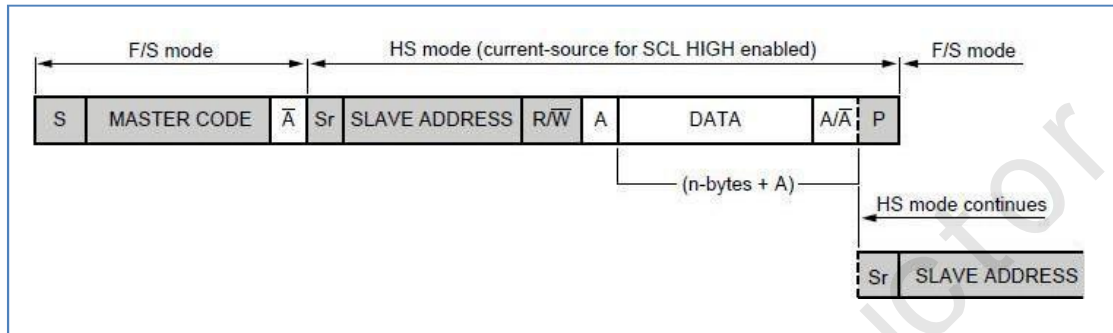 F/S mode HS mode (current-source for SCL HIGH enabled) F/S mode
S MASTER CODE A̅ Sr SLAVE ADDRESS R/W̅ A DATA A/A̅ P
(n-bytes + A)
HS mode continues
Sr SLAVE ADDRESS